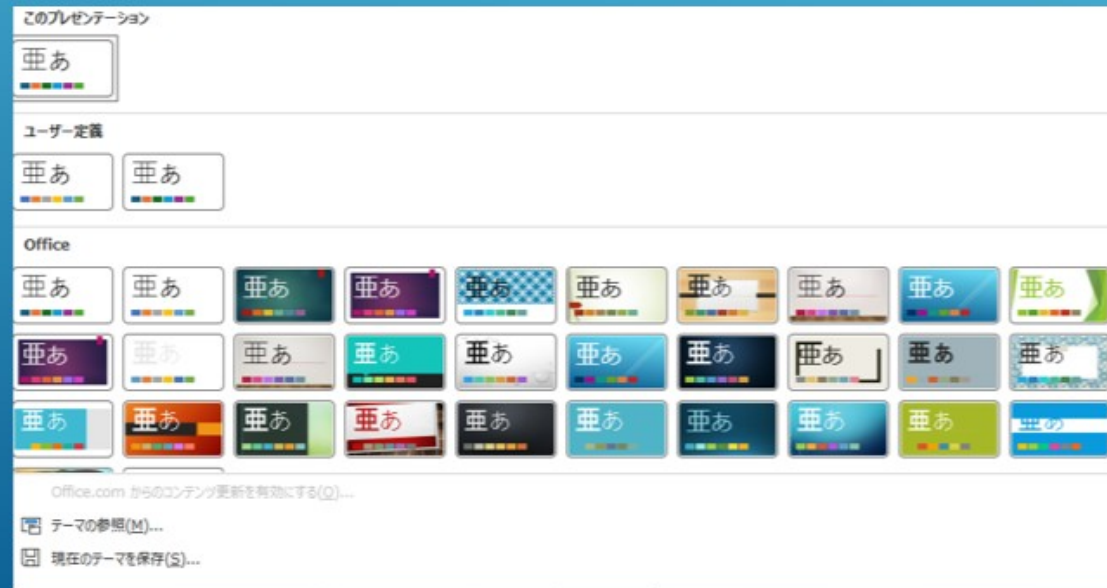 このプレゼンテーション
亜あ
ユーザー定義
亜あ 亜あ
Office
亜あ 亜あ 亜あ 亜あ 亜あ 亜あ 亜あ 亜あ 亜あ 亜あ
亜あ 亜あ 亜あ 亜あ 亜あ 亜あ 亜あ 亜あ 亜あ 亜あ
亜あ 亜あ 亜あ 亜あ 亜あ 亜あ 亜あ 亜あ 亜あ 亜あ
Office.com からのコンテンツ更新を有効にする(O)...
テーマの参照(M)...
現在のテーマを保存(S)...